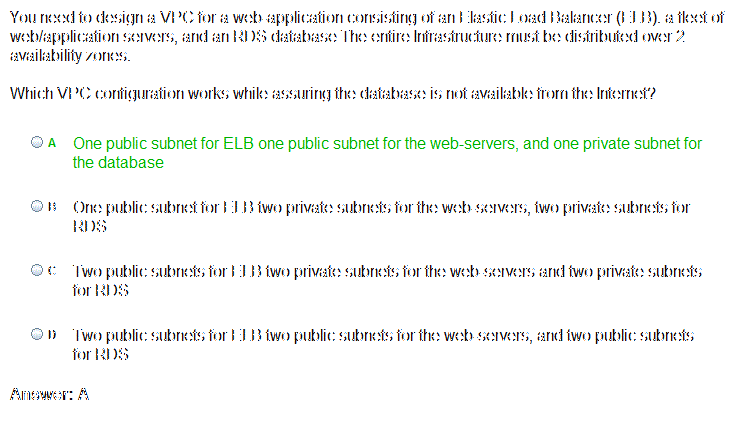 You need to design a VPC for a web-application consisting of an Elastic Load Balancer (ELB). a fleet of
web/application servers, and an RDS database The entire Infrastructure must be distributed over 2
availability zones.
Which VPC configuration works while assuring the database is not available from the Internet?
A One public subnet for ELB one public subnet for the web-servers, and one private subnet for
the database
B One public subnet for ELB two private subnets for the web-servers, two private subnets for
RDS
C Two public subnets for ELB two private subnets for the web-servers and two private subnets
for RDS
D Two public subnets for ELB two public subnets for the web-servers, and two public subnets
for RDS
Answer: A